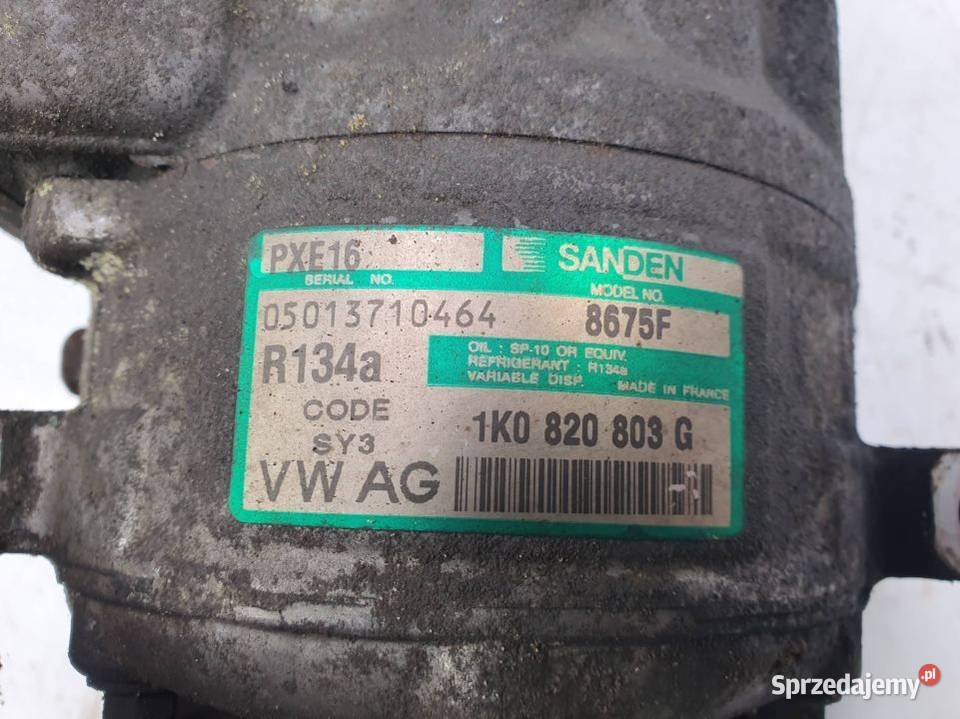 PXE16
SERIAL NO.
SANDEN
MODEL NO.
05013710464
8675F
R134a
OIL : SP-10 OR EQUIV.
REFRIGERANT : R134a
VARIABLE DISP.
MADE IN FRANCE
CODE
SY3
1K0 820 803 G
VW AG
Sprzedajemy.pl